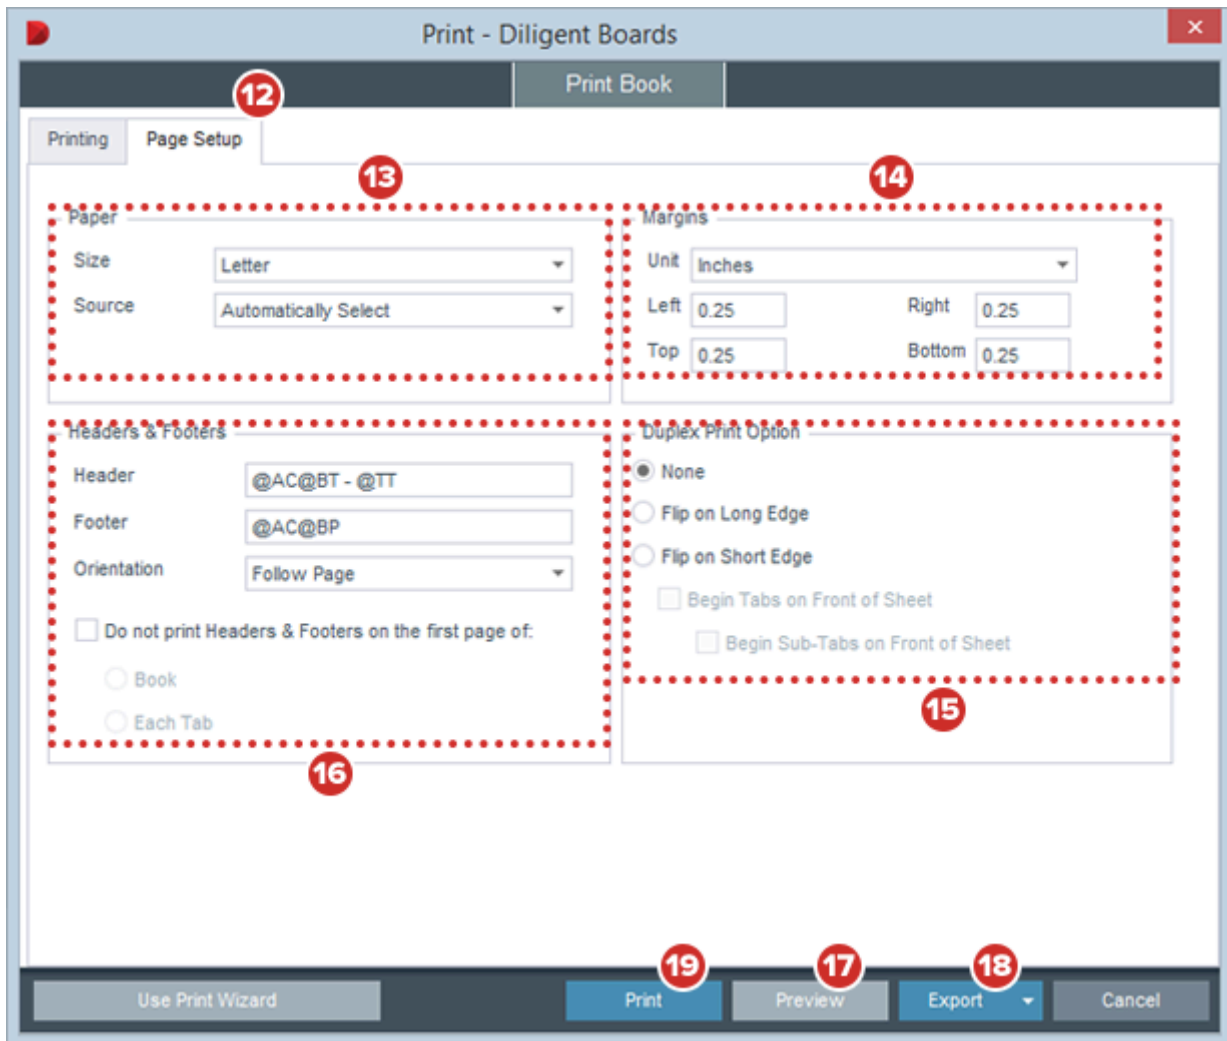 Print - Diligent Boards
×
Print Book
12
Printing Page Setup
13
14
Paper
Size Letter
Source Automatically Select
Margins
Unit Inches
Left 0.25 Right 0.25
Top 0.25 Bottom 0.25
Headers & Footers
Header @AC@BT - @TT
Footer @AC@BP
Orientation Follow Page
Do not print Headers & Footers on the first page of:
Book
Each Tab
16
Duplex Print Option
None
Flip on Long Edge
Flip on Short Edge
Begin Tabs on Front of Sheet
Begin Sub-Tabs on Front of Sheet
15
19 17 18
Use Print Wizard Print Preview Export Cancel